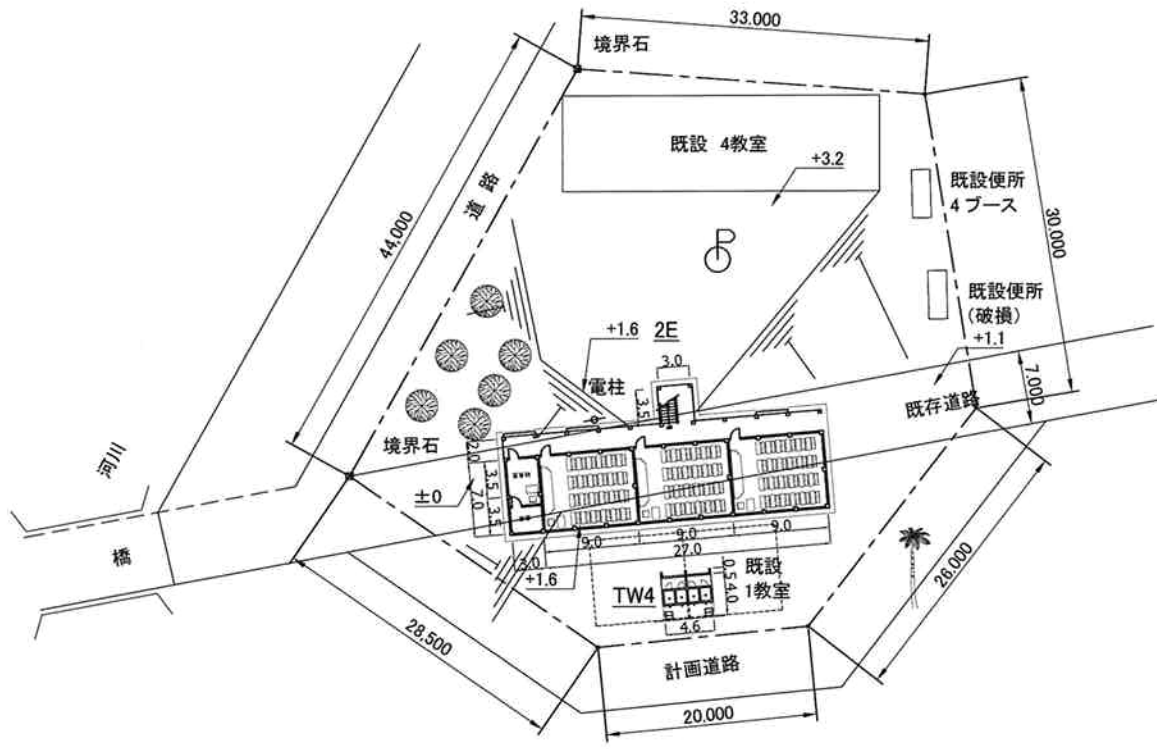 33.000
境界石
既設 4教室
+3.2
既設便所
4 ブース
道路
44,000
30.000
既設便所
(破損)
+1.6
2E
+1.1
3.0
7.000
電柱
3.5
既存道路
境界石
2.0
河川
3.5
7.0
3.5
±0
9.0
9.0
9.0
27.0
橋
3.0
+1.6
既設
1教室
0.5
4.0
TW4
26.000
4.6
28,500
計画道路
20.000